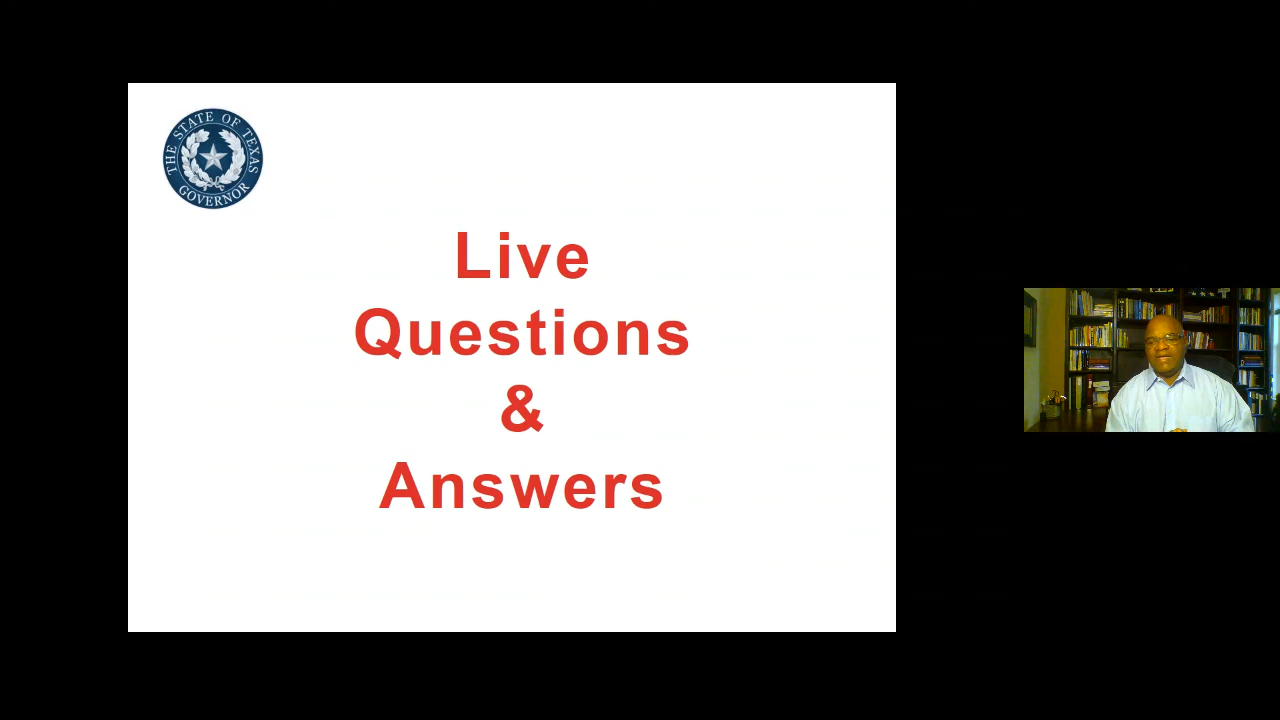 THE STATE OF TEXAS
GOVERNOR
Live
Questions
&
Answers